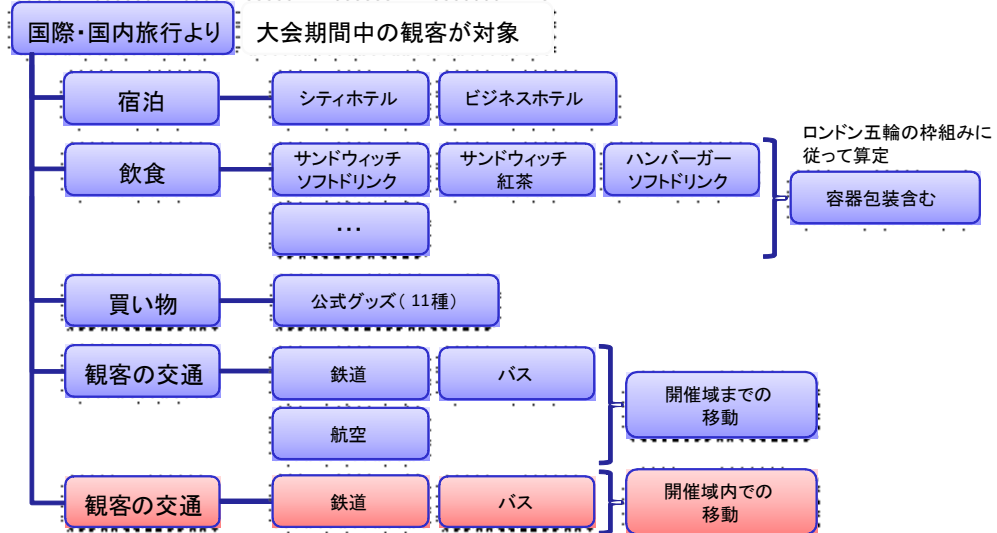 国際・国内旅行より
大会期間中の観客が対象
宿泊
シティホテル
ビジネスホテル
飲食
サンドウィッチ
ソフトドリンク
サンドウィッチ
紅茶
ハンバーガー
ソフトドリンク
・・・
ロンドン五輪の枠組みに
従って算定
容器包装含む
買い物
公式グッズ( 11種)
観客の交通
鉄道
バス
航空
開催域までの
移動
観客の交通
鉄道
バス
開催域内での
移動